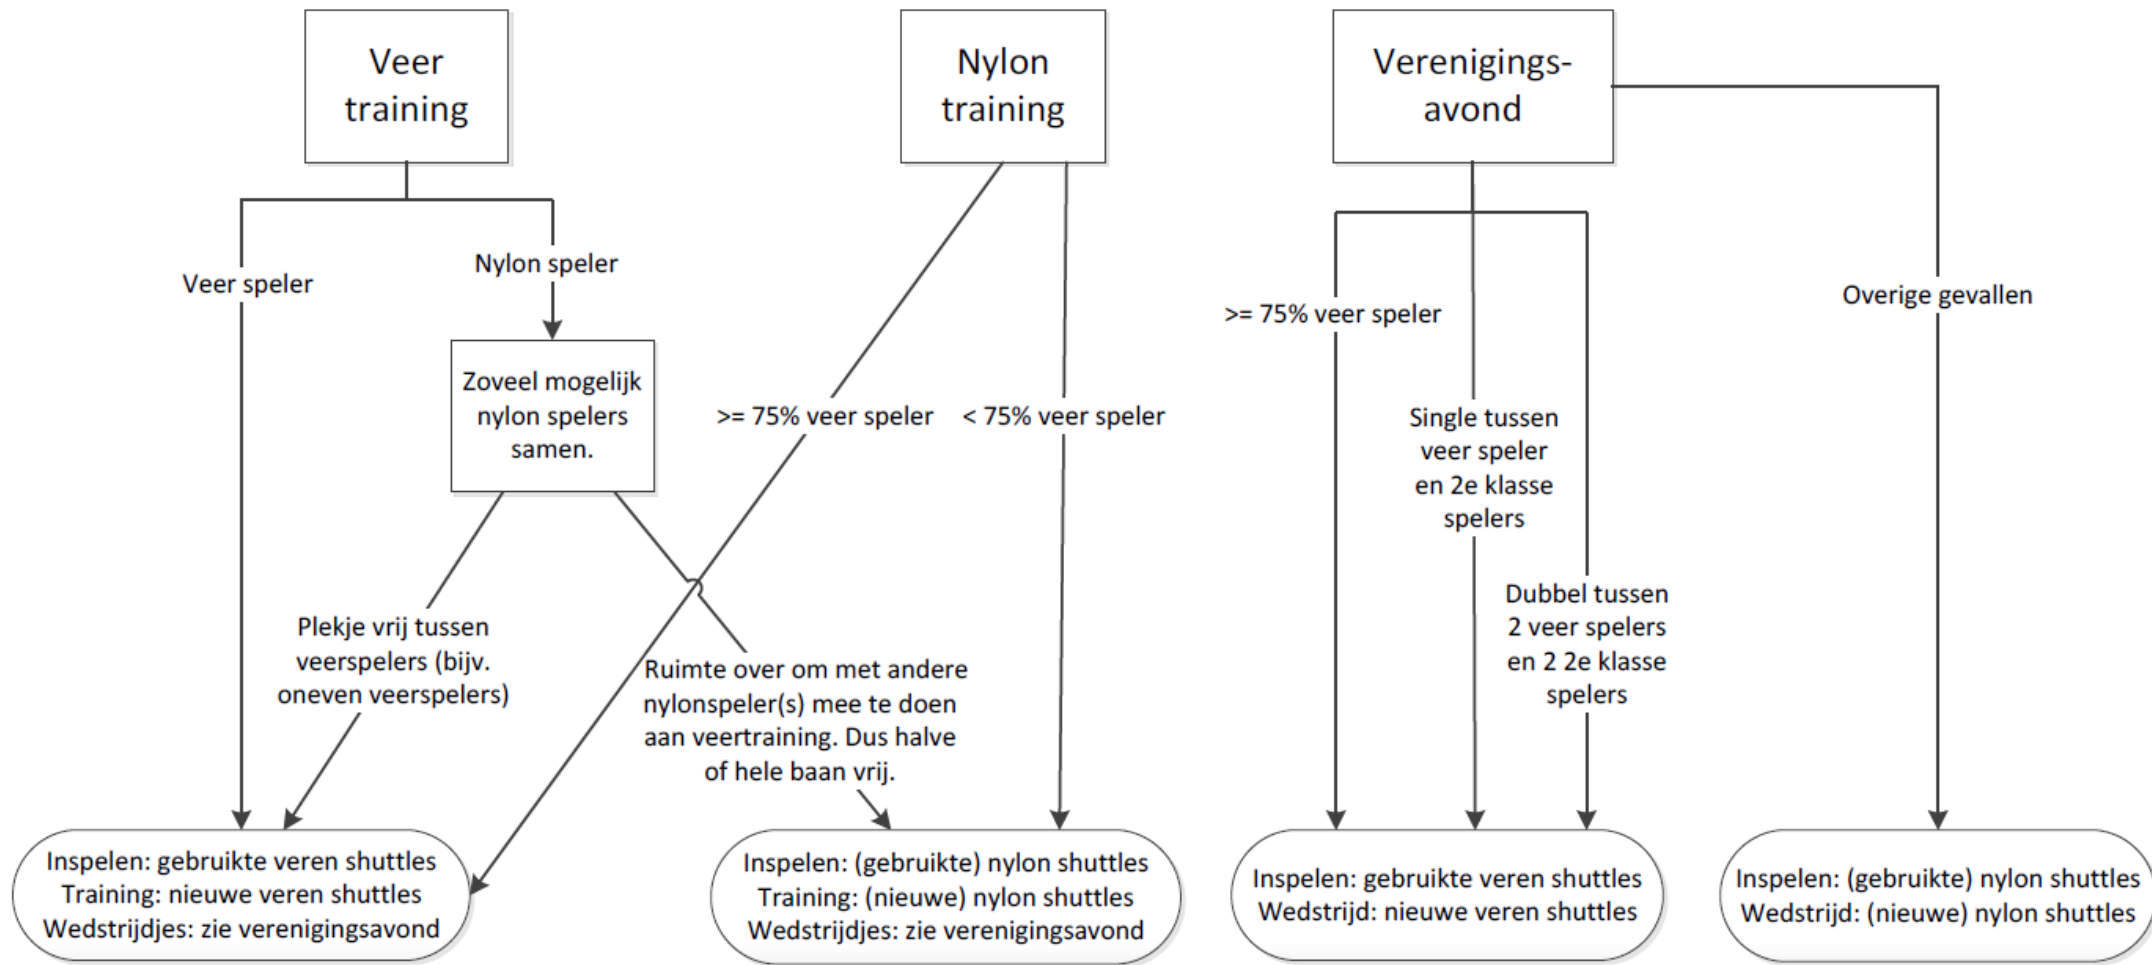 Veer
training
Nylon
training
Verenigings-
avond
Veer speler
Nylon speler
Zoveel mogelijk
nylon spelers
samen.
Plekje vrij tussen
veerspelers (bijv.
oneven veerspelers)
Ruimte over om met andere
nylonspeler(s) mee te doen
aan veertraining. Dus halve
of hele baan vrij.
>= 75% veer speler
< 75% veer speler
>= 75% veer speler
Single tussen
veer speler
en 2e klasse
spelers
Dubbel tussen
2 veer spelers
en 2 2e klasse
spelers
Overige gevallen
Inspelen: gebruikte veren shuttles
Training: nieuwe veren shuttles
Wedstrijdjes: zie verenigingsavond
Inspelen: (gebruikte) nylon shuttles
Training: (nieuwe) nylon shuttles
Wedstrijdjes: zie verenigingsavond
Inspelen: gebruikte veren shuttles
Wedstrijd: nieuwe veren shuttles
Inspelen: (gebruikte) nylon shuttles
Wedstrijd: (nieuwe) nylon shuttles